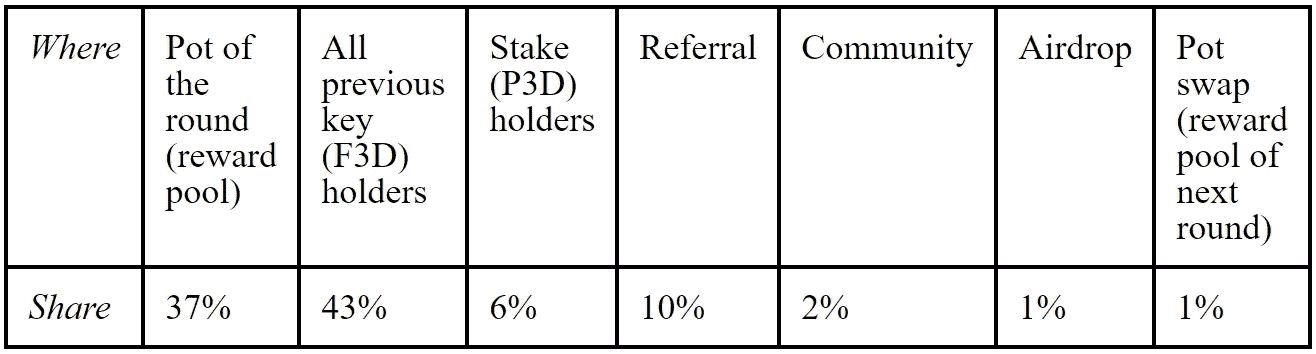 Where
Pot of
the
round
(reward
pool)
All
previous
key
(F3D)
holders
Stake
(P3D)
holders
Referral
Community
Airdrop
Pot
swap
(reward
pool of
next
round)
Share
37%
43%
6%
10%
2%
1%
1%